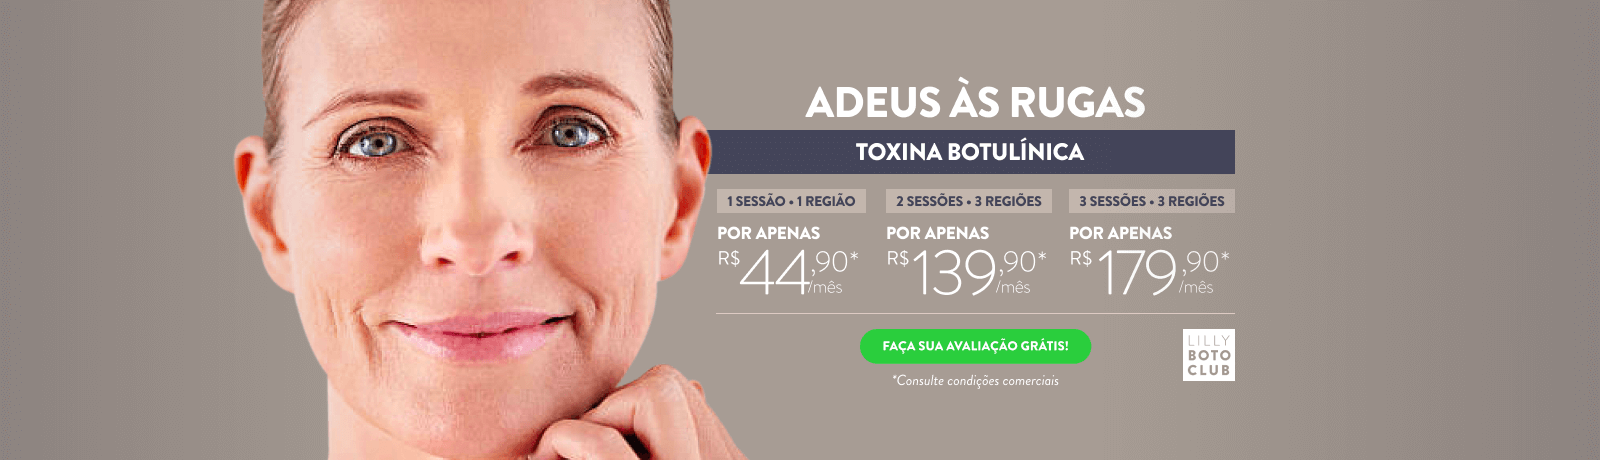 ADEUS ÀS RUGAS
TOXINA BOTULÍNICA
1 SESSÃO • 1 REGIÃO
POR APENAS
R$ 44,90*
/mês
2 SESSÕES • 3 REGIÕES
POR APENAS
R$ 139,90*
/mês
3 SESSÕES • 3 REGIÕES
POR APENAS
R$ 179,90*
/mês
FAÇA SUA AVALIAÇÃO GRÁTIS!
*Consulte condições comerciais
LILLY
BOTO
CLUB